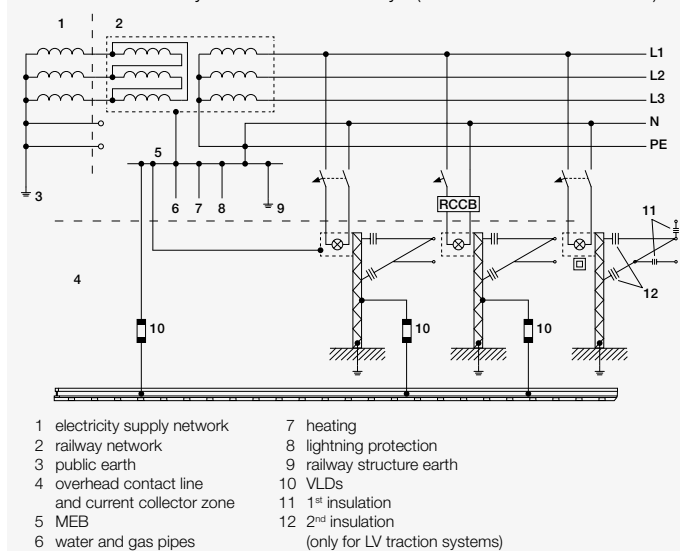 1 2
L1
L2
L3
N
PE
5
3 6 7 8 9
RCCB
11
4
12
10 10 10
1 electricity supply network
2 railway network
3 public earth
4 overhead contact line
and current collector zone
5 MEB
6 water and gas pipes
7 heating
8 lightning protection
9 railway structure earth
10 VLDs
11 1st insulation
12 2nd insulation
(only for LV traction systems)